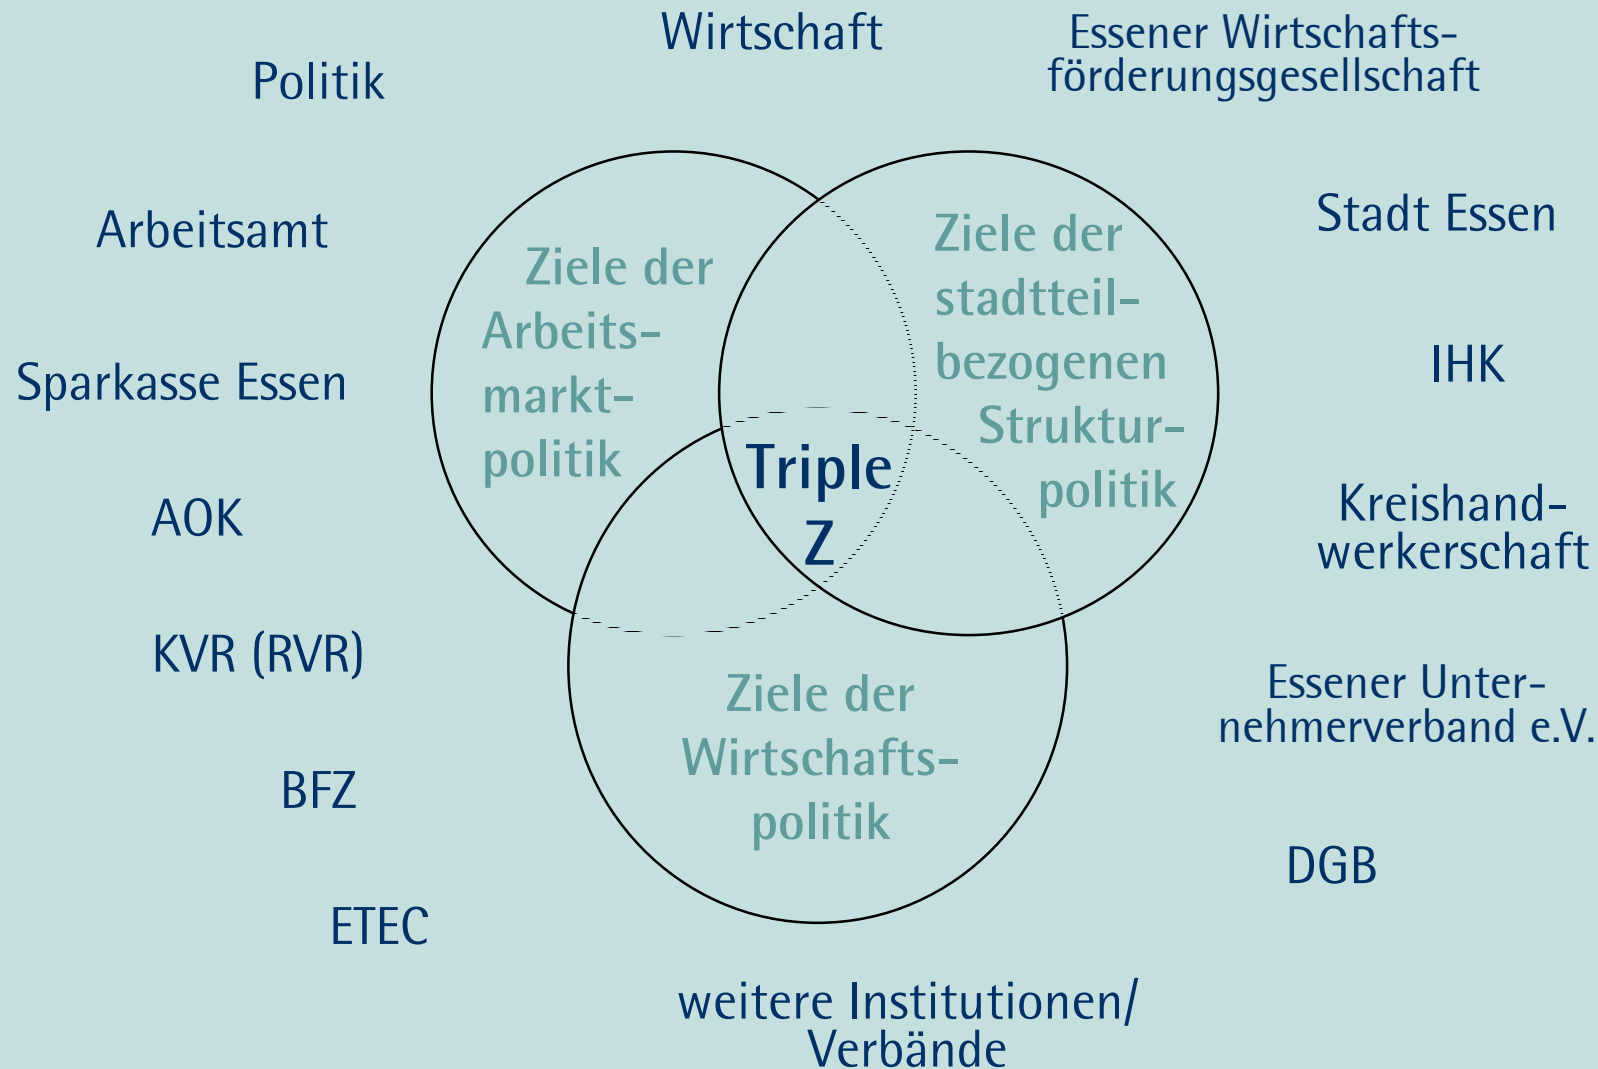 Wirtschaft
Essener Wirtschafts-
förderungsgesellschaft
Politik
Arbeitsamt
Stadt Essen
Ziele der
Arbeits-
markt-
politik
Ziele der
stadtteil-
bezogenen
Struktur-
politik
Sparkasse Essen
IHK
Triple
Z
AOK
Kreishand-
werkerschaft
KVR (RVR)
Essener Unter-
nehmerverband e.V.
Ziele der
Wirtschafts-
politik
BFZ
DGB
ETEC
weitere Institutionen/
Verbände